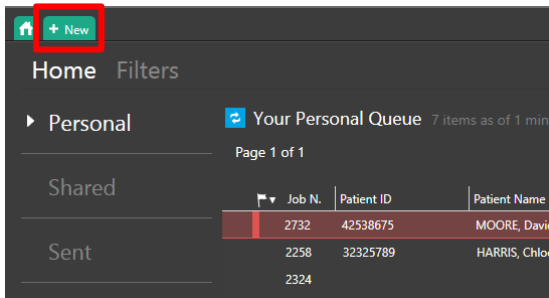 + New
Home Filters
Personal
Shared
Sent
Your Personal Queue 7 items as of 1 min
Page 1 of 1
Job N. Patient ID Patient Name
2732 42538675 MOORE, Davi
2258 32325789 HARRIS, Chloe
2324